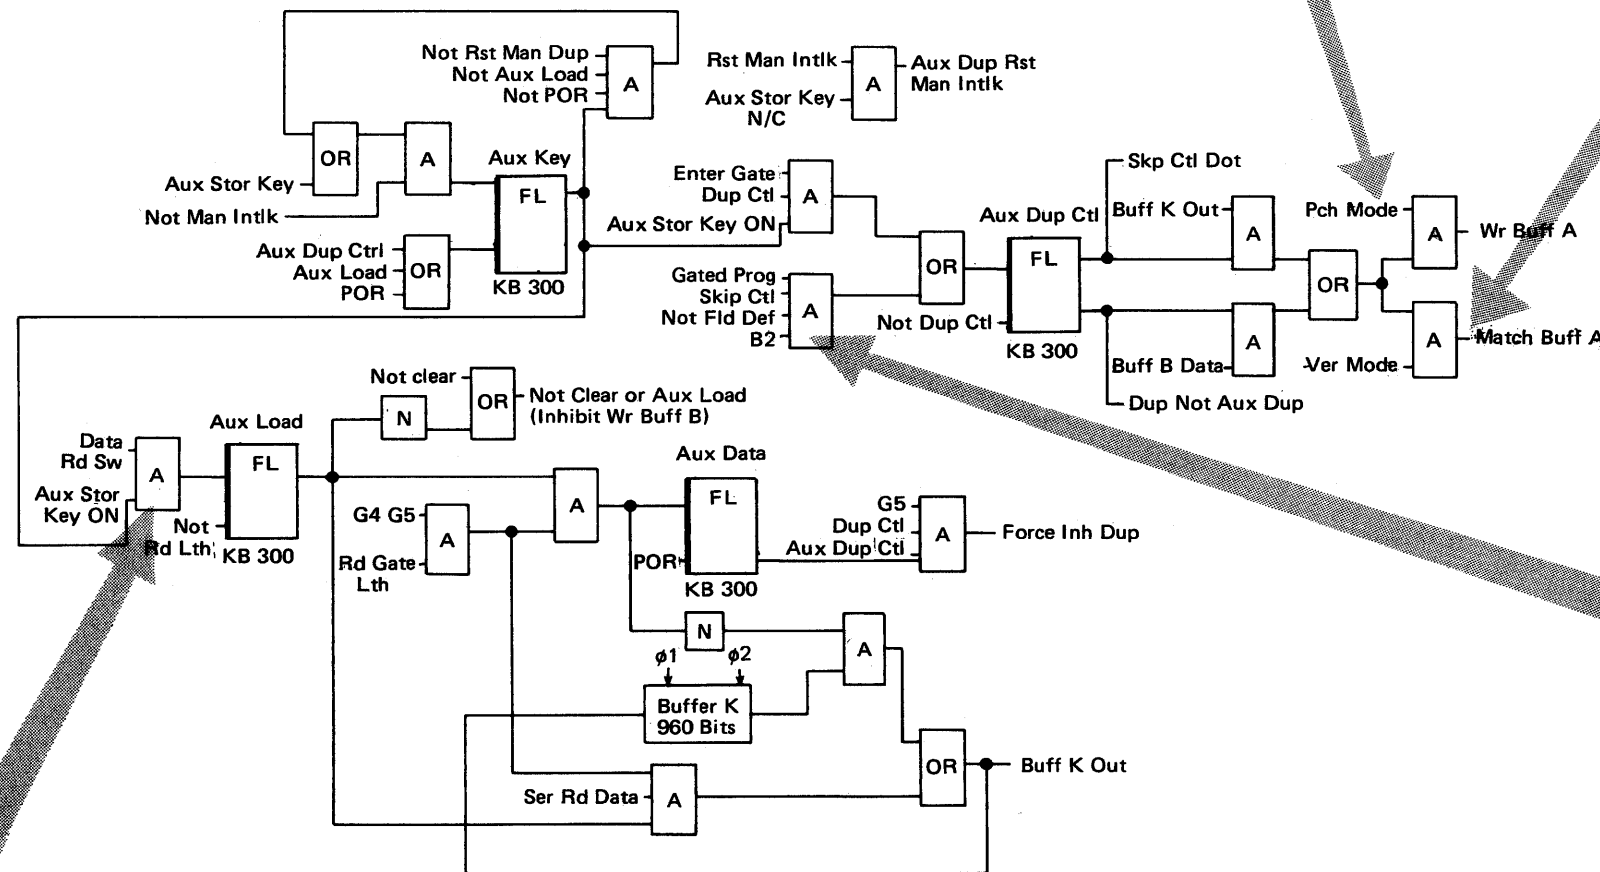 Not Rst Man Dup
Not Aux Load
Not POR
A
Rst Man Intlk
Aux Stor Key
N/C
A
Aux Dup Rst
Man Intlk
OR
A
Aux Stor Key
Not Man Intlk
Aux Key
FL
KB 300
Aux Dup Ctrl
Aux Load
POR
OR
Enter Gate
Dup Ctl
Aux Stor Key ON
A
Gated Prog
Skip Ctl
Not Fld Def
B2
A
OR
Not Dup Ctl
Aux Dup Ctl
FL
KB 300
Skp Ctl Dot
Buff K Out
A
Buff B Data
A
Dup Not Aux Dup
OR
Pch Mode
A
Wr Buff A
Ver Mode
A
Match Buff A
Not clear
N
OR
Not Clear or Aux Load
(Inhibit Wr Buff B)
Data
Rd Sw
Aux Stor
Key ON
A
Aux Load
FL
Not
Rd Lth
KB 300
G4 G5
Rd Gate
Lth
A
A
Aux Data
FL
POR
KB 300
G5
Dup Ctl
Aux Dup Ctl
A
Force Inh Dup
N
A
ϕ1
ϕ2
Buffer K
960 Bits
Ser Rd Data
A
OR
Buff K Out